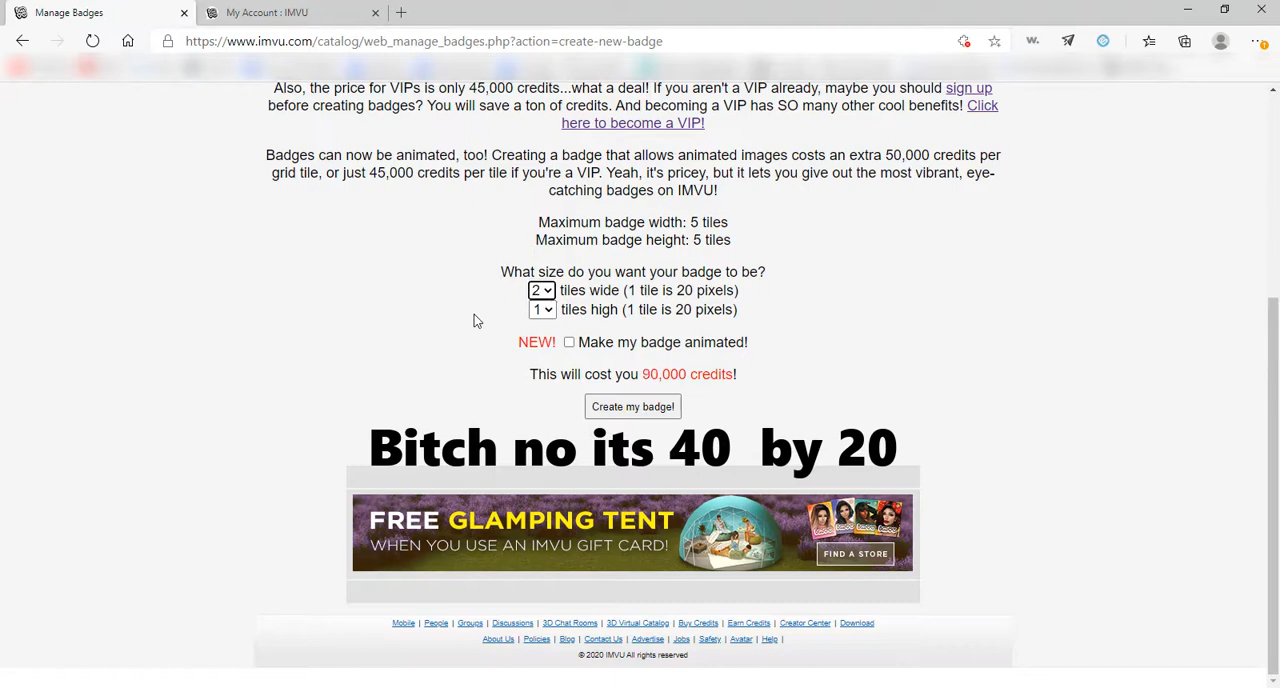 Manage Badges
My Account : IMVU
https://www.imvu.com/catalog/web_manage_badges.php?action=create-new-badge
w.
Also, the price for VIPs is only 45,000 credits...what a deal! If you aren't a VIP already, maybe you should sign up
before creating badges? You will save a ton of credits. And becoming a VIP has SO many other cool benefits! Click
here to become a VIP!
Badges can now be animated, too! Creating a badge that allows animated images costs an extra 50,000 credits per
grid tile, or just 45,000 credits per tile if you're a VIP. Yeah, it's pricey, but it lets you give out the most vibrant, eye-
catching badges on IMVU!
Maximum badge width: 5 tiles
Maximum badge height: 5 tiles
What size do you want your badge to be?
2 tiles wide (1 tile is 20 pixels)
1 tiles high (1 tile is 20 pixels)
NEW! Make my badge animated!
This will cost you 90,000 credits!
Create my badge!
Bitch no its 40 by 20
FREE GLAMPING TENT
WHEN YOU USE AN IMVU GIFT CARD!
FIND A STORE
Mobile | People | Groups | Discussions | 3D Chat Rooms | 3D Virtual Catalog | Buy Credits | Earn Credits | Creator Center | Download
About Us | Policies | Blog | Contact Us | Advertise | Jobs | Safety | Avatar | Help |
© 2020 IMVU All rights reserved